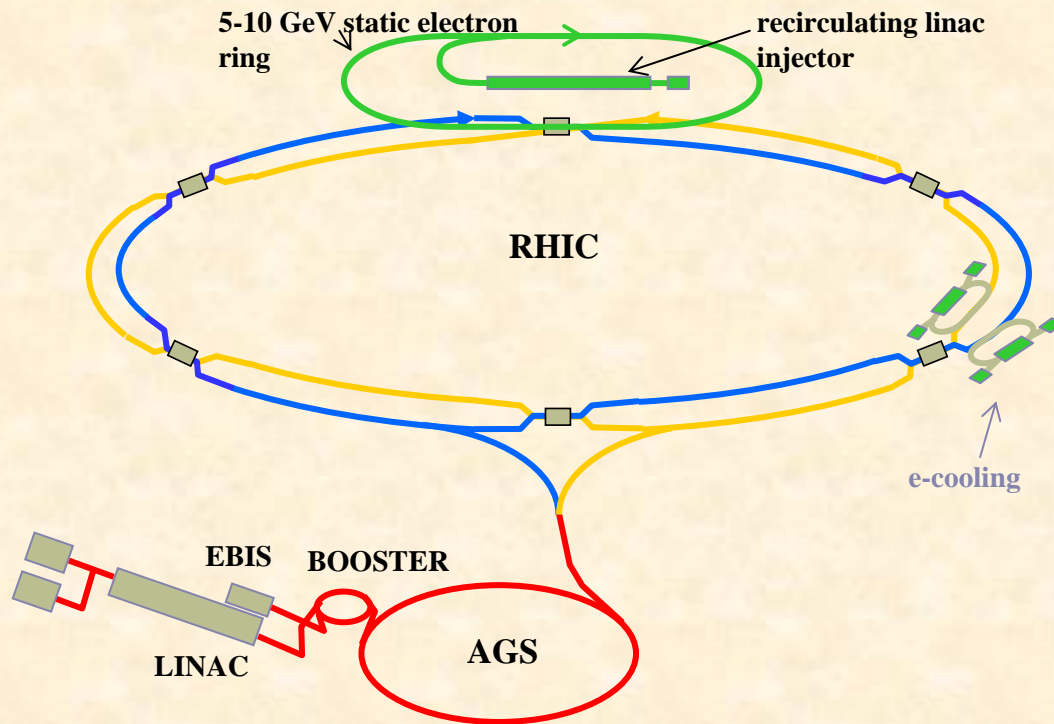 5-10 GeV static electron
ring
recirculating linac
injector
RHIC
e-cooling
EBIS
BOOSTER
LINAC
AGS